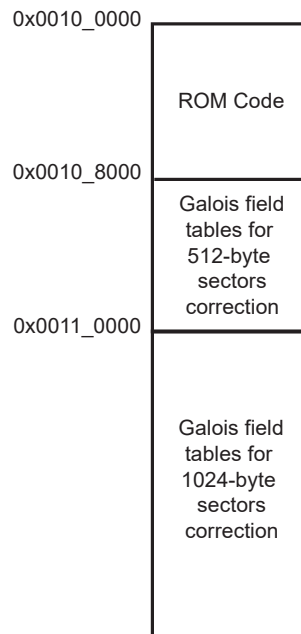 0x0010_0000
ROM Code
0x0010_8000
Galois field
tables for
512-byte
sectors
correction
0x0011_0000
Galois field
tables for
1024-byte
sectors
correction